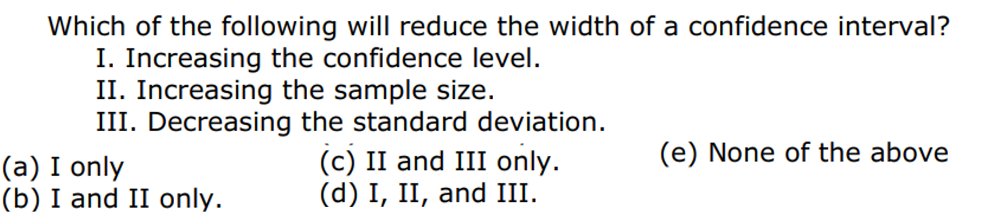 Which of the following will reduce the width of a confidence interval?
I. Increasing the confidence level.
II. Increasing the sample size.
III. Decreasing the standard deviation.
(a) I only
(b) I and II only.
(c) II and III only.
(d) I, II, and III.
(e) None of the above